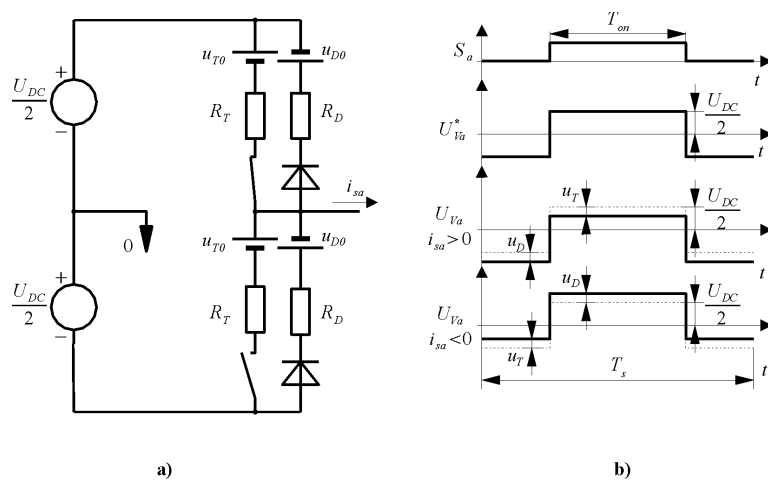 u_T0
u_D0
+
U_DC
2
−
R_T
R_D
i_sa
0
u_T0
u_D0
+
U_DC
2
−
R_T
R_D
a)
T_on
S_a
t
U*_Va
U_DC
2
t
u_T
U_Va
i_sa>0
u_D
U_DC
2
t
u_D
U_Va
i_sa<0
u_T
U_DC
2
T_s
t
b)